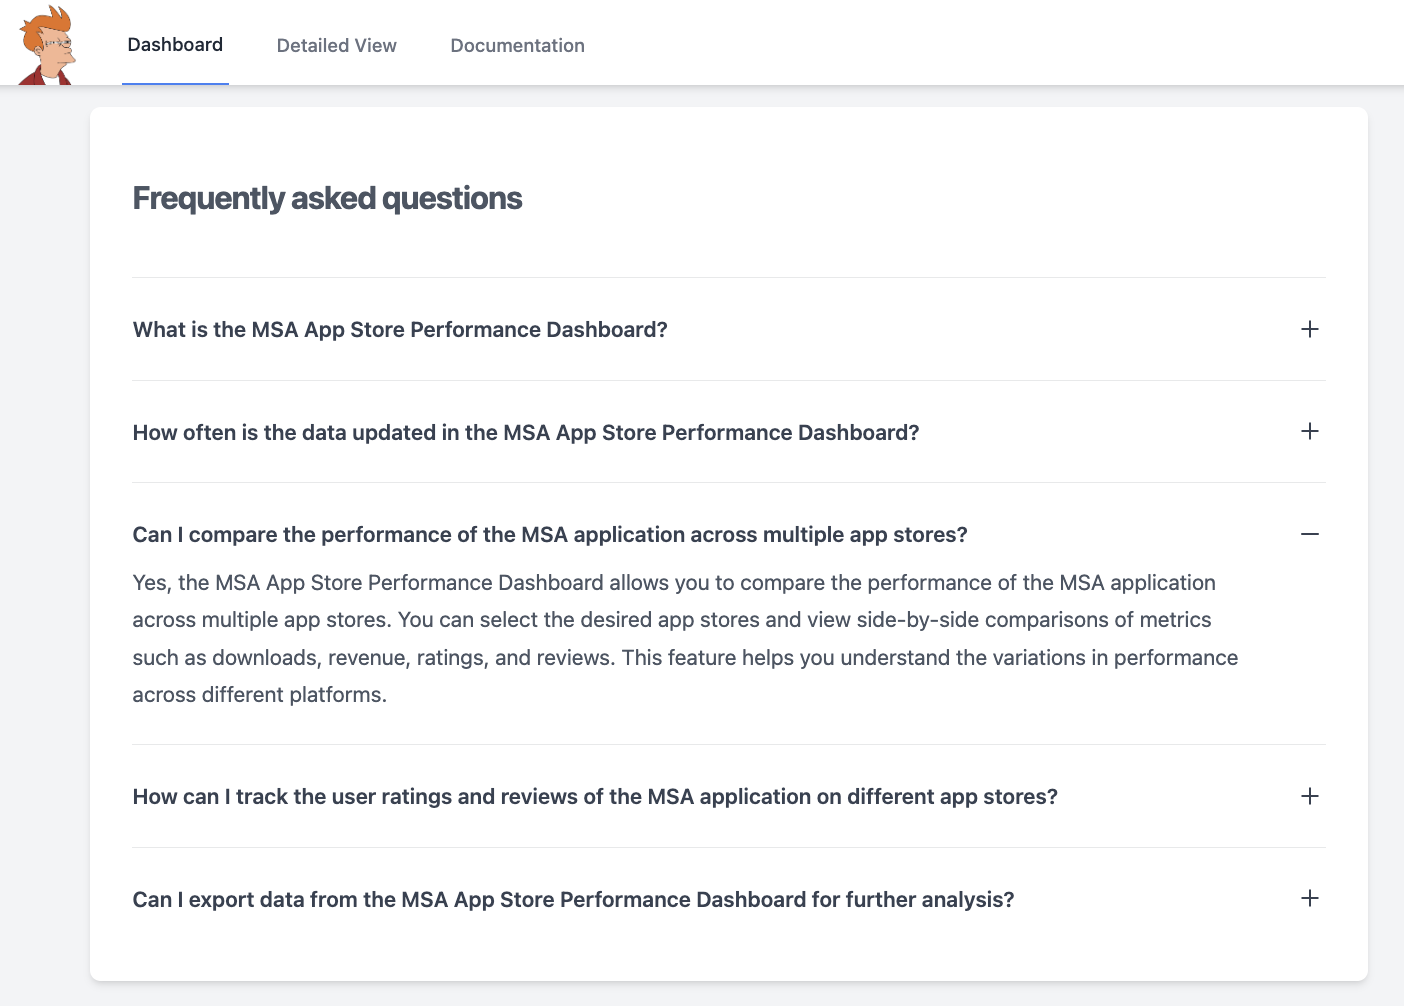 Dashboard
Detailed View
Documentation
Frequently asked questions
What is the MSA App Store Performance Dashboard?
How often is the data updated in the MSA App Store Performance Dashboard?
Can I compare the performance of the MSA application across multiple app stores?
Yes, the MSA App Store Performance Dashboard allows you to compare the performance of the MSA application
across multiple app stores. You can select the desired app stores and view side-by-side comparisons of metrics
such as downloads, revenue, ratings, and reviews. This feature helps you understand the variations in performance
across different platforms.
How can I track the user ratings and reviews of the MSA application on different app stores?
Can I export data from the MSA App Store Performance Dashboard for further analysis?